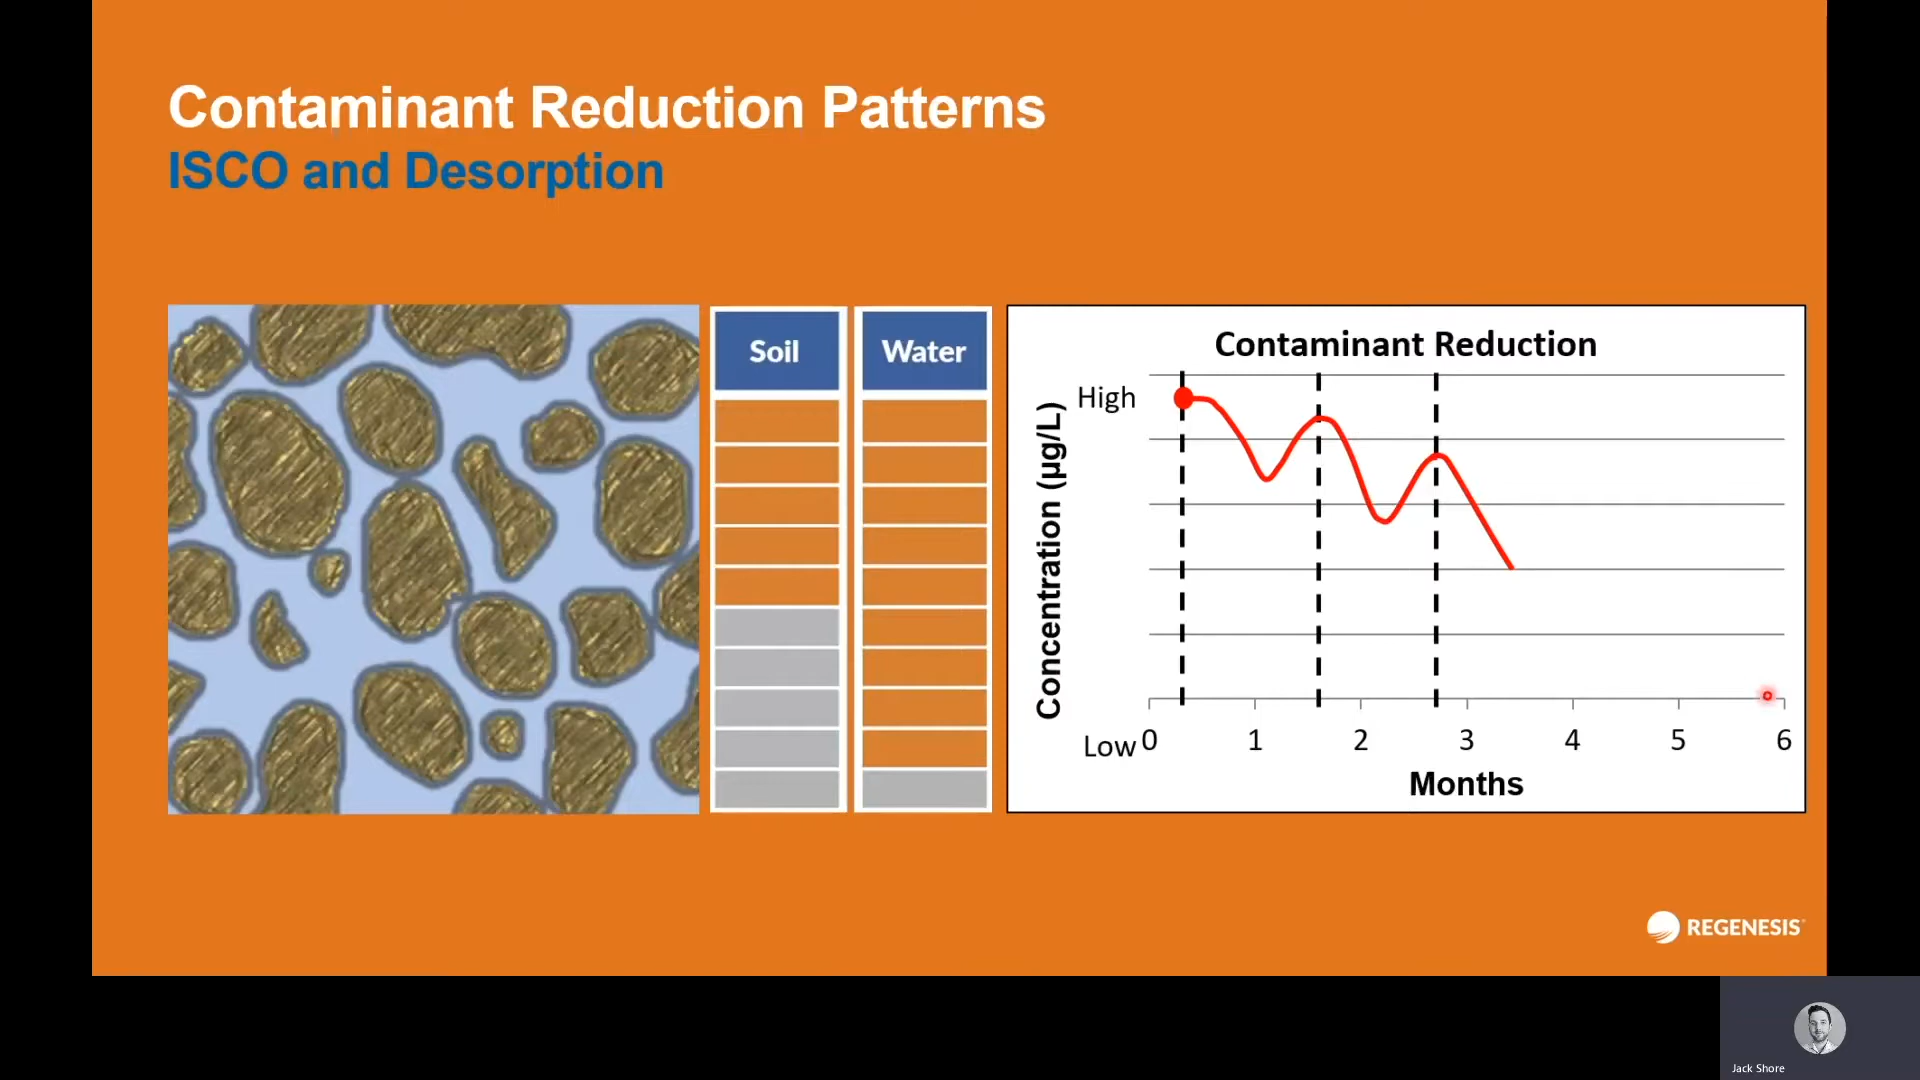 Contaminant Reduction Patterns
ISCO and Desorption
Soil
Water
Contaminant Reduction
Concentration (µg/L)
High
Low
0 1 2 3 4 5 6
Months
REGENESIS
Jack Shore